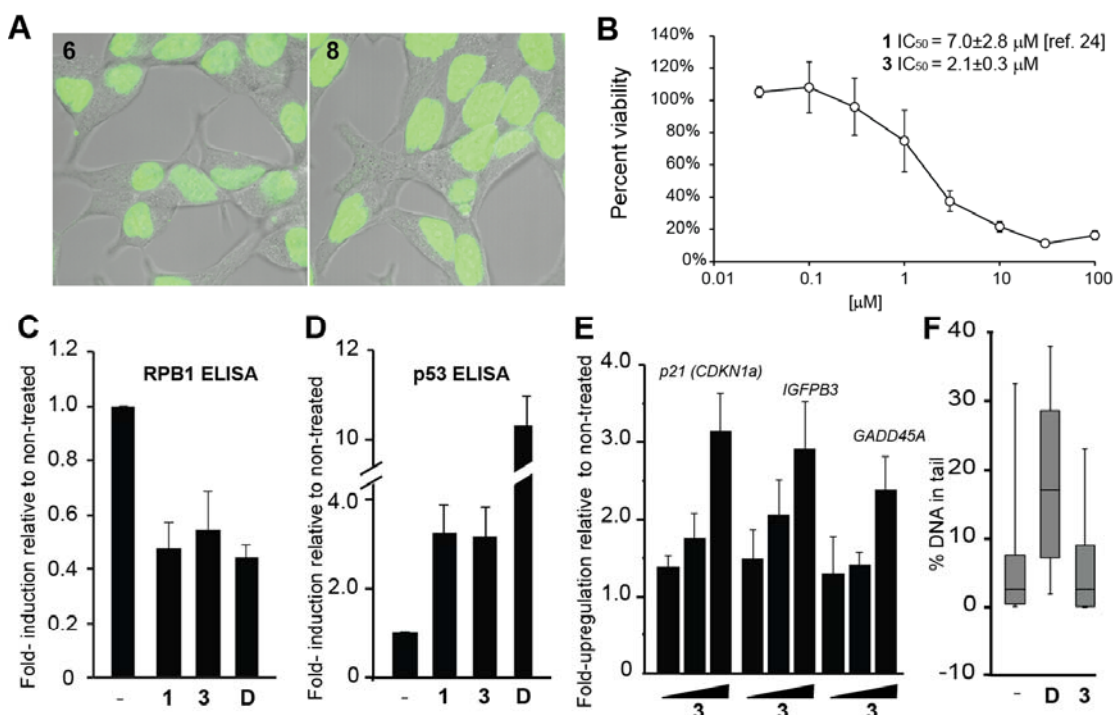 A
6
8
B
1 IC50 = 7.0±2.8 μM [ref. 24]
3 IC50 = 2.1±0.3 μM
Percent viability
140%
120%
100%
80%
60%
40%
20%
0%
0.01 0.1 1 10 100
[μM]
C
Fold- induction relative to non-treated
RPB1 ELISA
1.2
1.0
0.8
0.6
0.4
0.2
0
- 1 3 D
D
Fold- induction relative to non-treated
p53 ELISA
12
10
4.0
2.0
0
- 1 3 D
E
Fold-upregulation relative to non-treated
4.0
3.0
2.0
1.0
0.0
p21 (CDKN1a)
IGFPB3
GADD45A
3 3 3
F
% DNA in tail
40
30
20
10
0
-10
- D 3